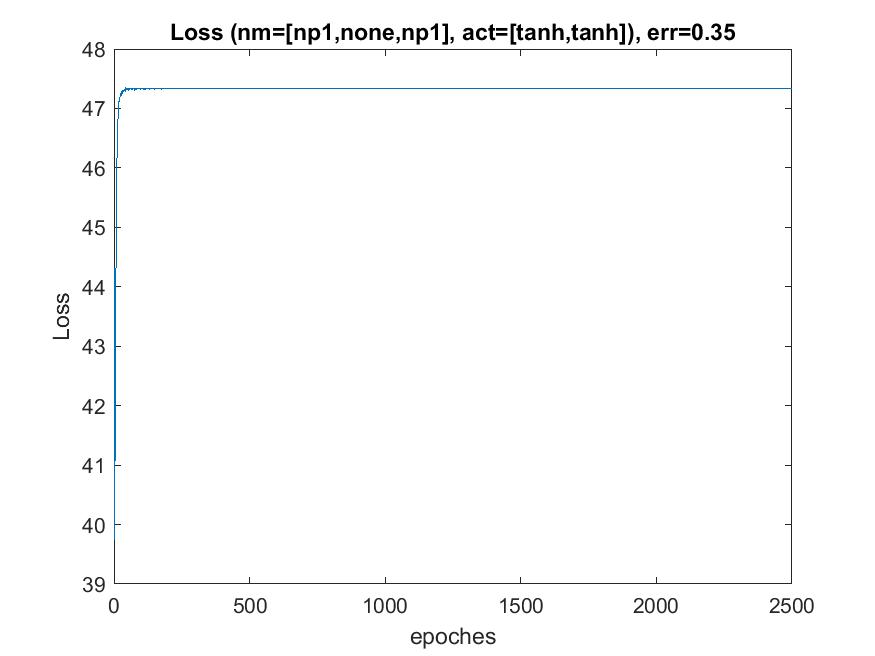 Loss (nm=[np1,none,np1], act=[tanh,tanh]), err=0.35
48
47
46
45
44
43
42
41
40
39
Loss
0 500 1000 1500 2000 2500
epoches